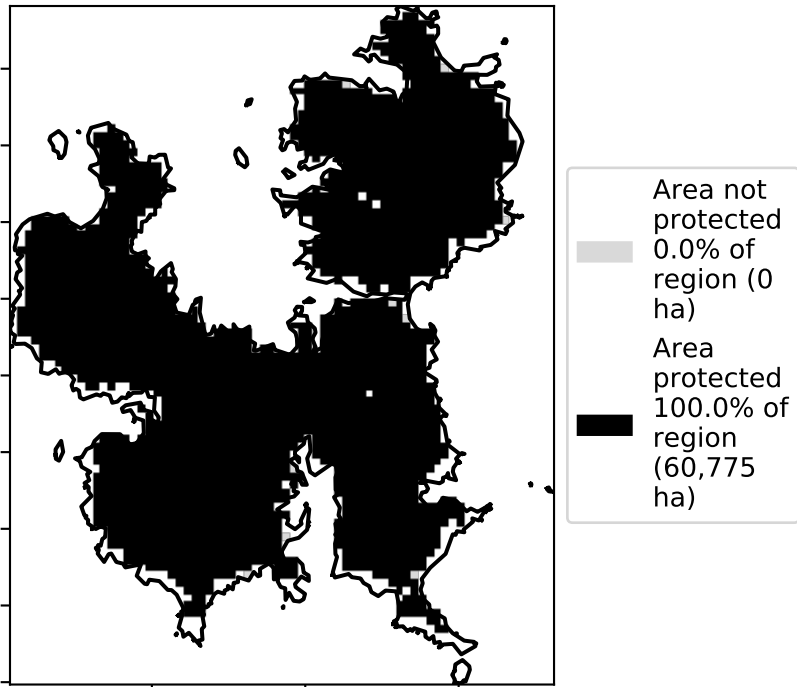 Area not
protected
0.0% of
region (0
ha)
Area
protected
100.0% of
region
(60,775
ha)